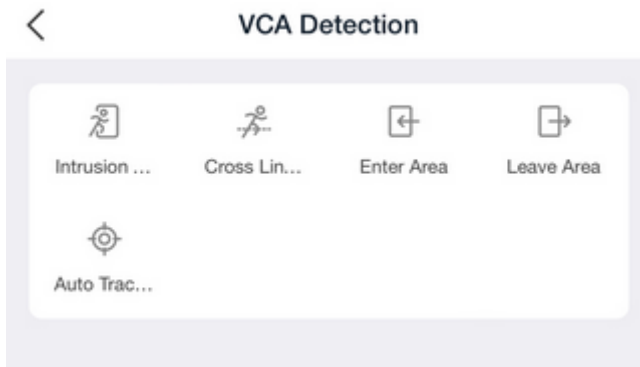 VCA Detection
Intrusion ...
Cross Lin...
Enter Area
Leave Area
Auto Trac...